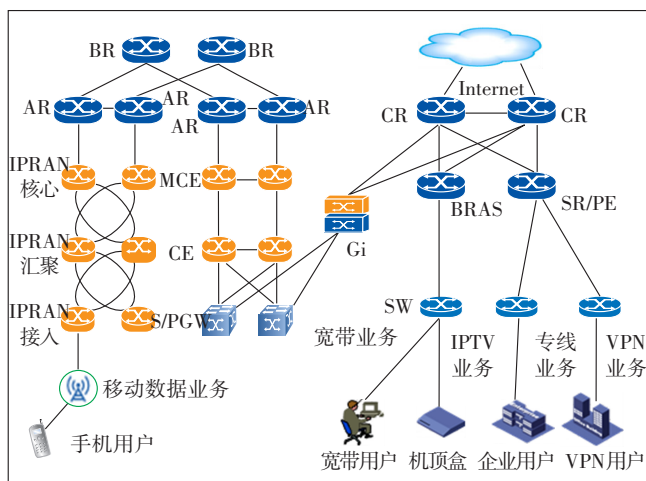 BR
BR
Internet
AR
AR
AR
AR
CR
CR
IPRAN
核心
MCE
BRAS
SR/PE
IPRAN
汇聚
CE
Gi
IPRAN
接入
S/PGW
SW
宽带业务
IPTV
业务
专线
业务
VPN
业务
移动数据业务
手机用户
宽带用户
机顶盒
企业用户
VPN用户